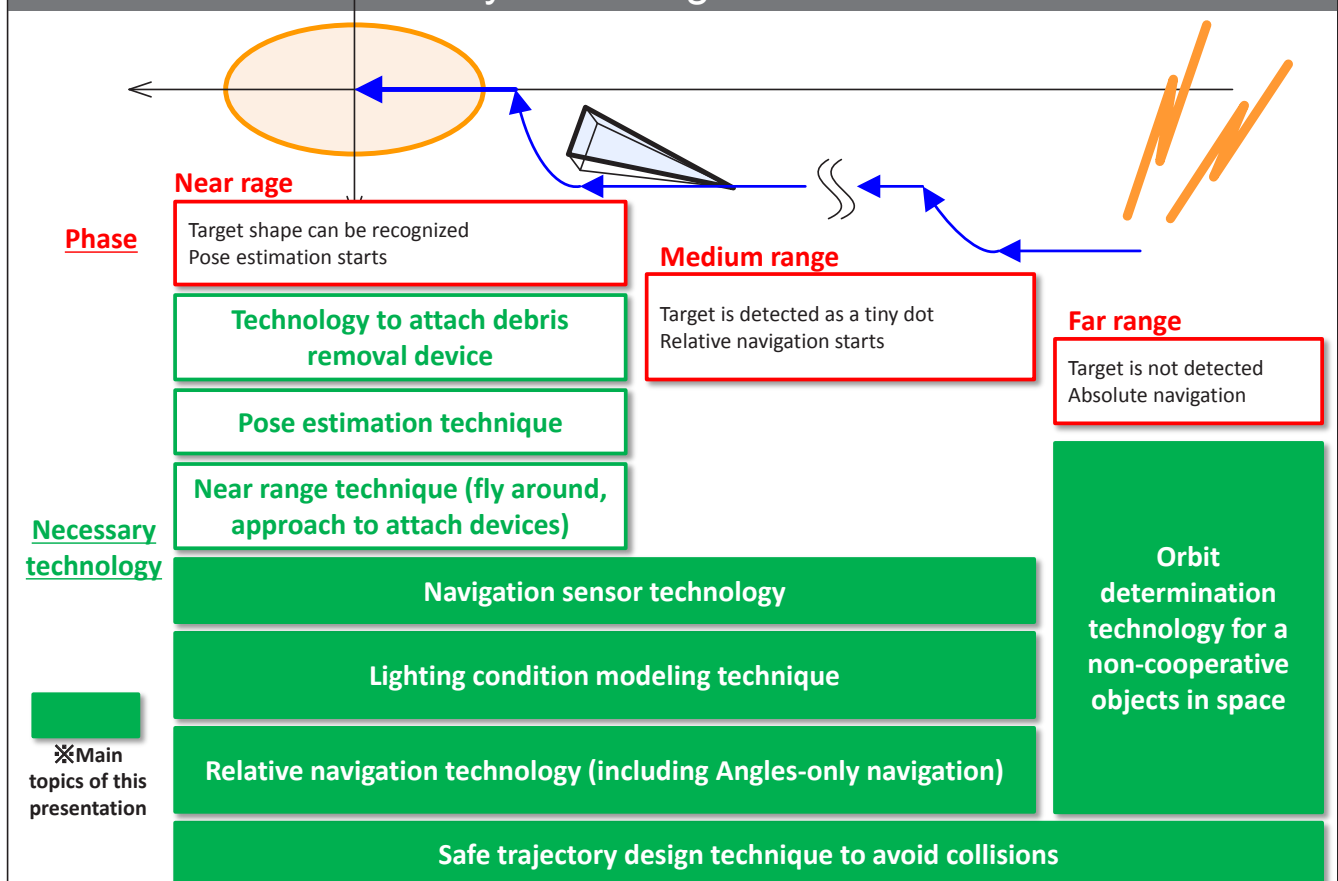 Near rage
Phase
Target shape can be recognized
Pose estimation starts
Medium range
Target is detected as a tiny dot
Relative navigation starts
Far range
Target is not detected
Absolute navigation
Technology to attach debris
removal device
Pose estimation technique
Near range technique (fly around,
approach to attach devices)
Necessary
technology
Navigation sensor technology
Lighting condition modeling technique
Relative navigation technology (including Angles-only navigation)
Orbit
determination
technology for a
non-cooperative
objects in space
※Main
topics of this
presentation
Safe trajectory design technique to avoid collisions